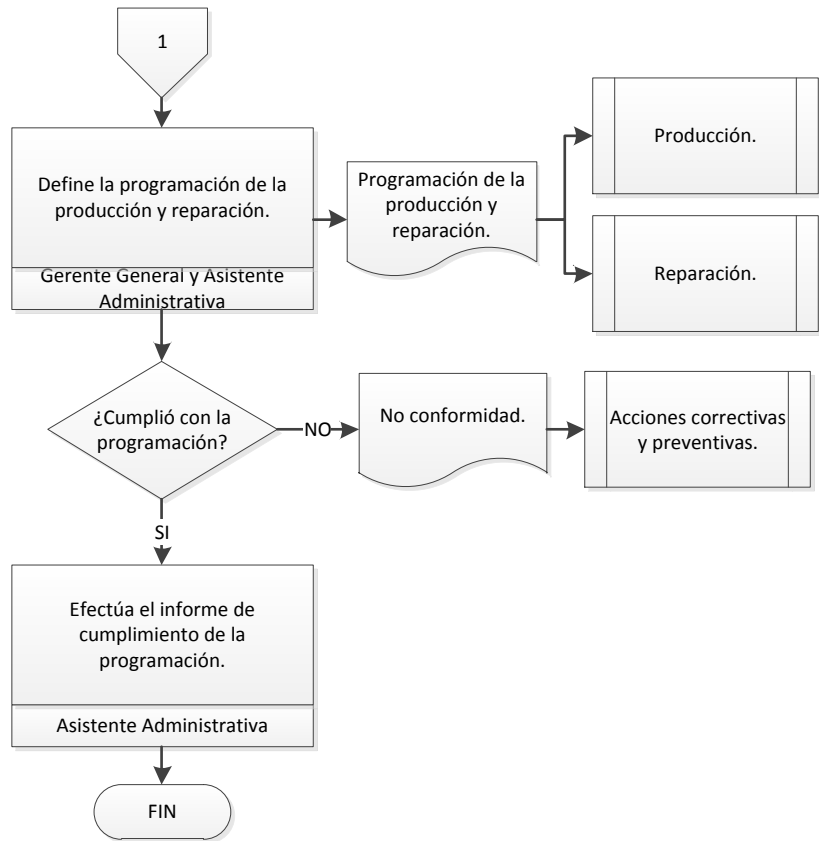 1
Define la programación de la
producción y reparación.
Gerente General y Asistente
Administrativa
Programación de la
producción y
reparación.
Producción.
Reparación.
¿Cumplió con la
programación?
NO
No conformidad.
Acciones correctivas
y preventivas.
SI
Efectúa el informe de
cumplimiento de la
programación.
Asistente Administrativa
FIN